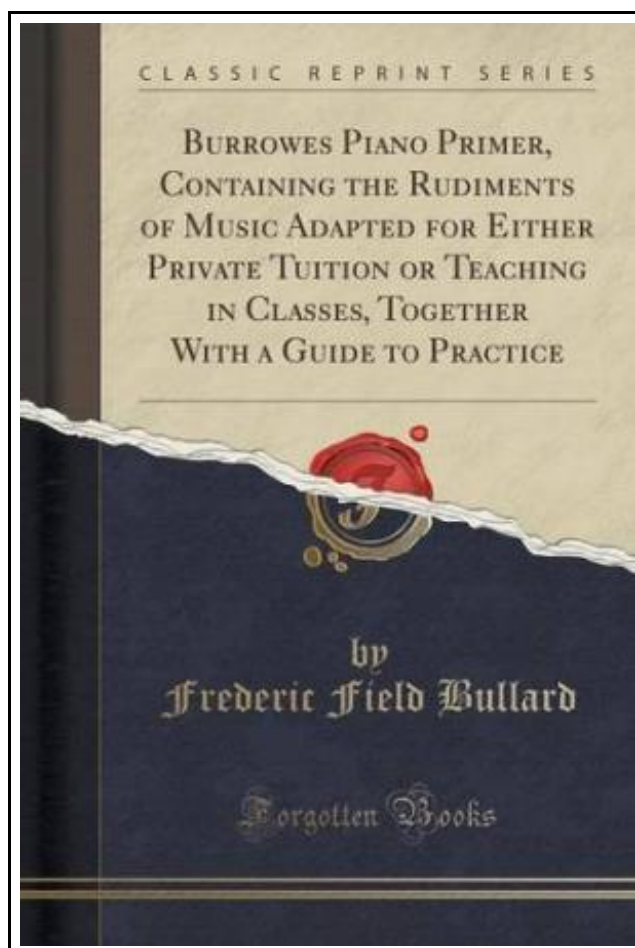 CLASSIC REPRINT SERIES
BURROWES PIANO PRIMER,
CONTAINING THE RUDIMENTS
OF MUSIC ADAPTED FOR EITHER
PRIVATE TUITION OR TEACHING
IN CLASSES, TOGETHER
WITH A GUIDE TO PRACTICE
by
Frederic Field Bullard
Forgotten Books